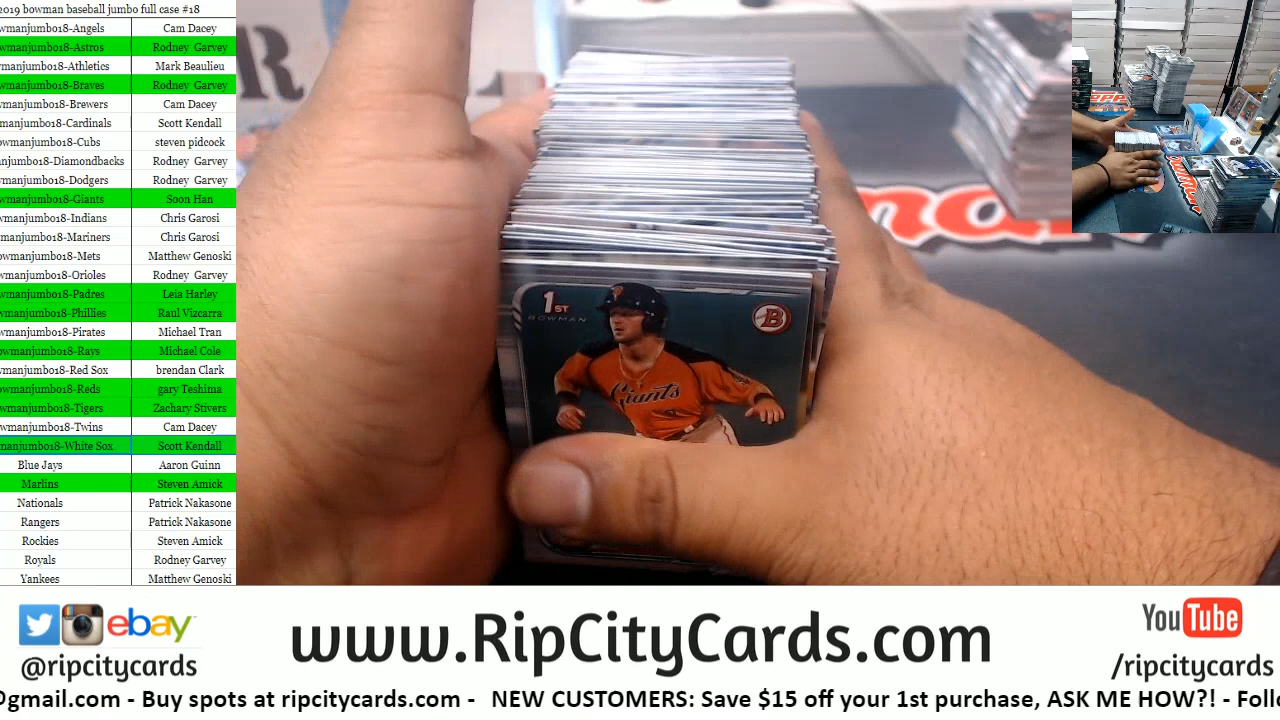 2019 bowman baseball jumbo full case #18
wmanjumbo18-Angels Cam Dacey
wmanjumbo18-Astros Rodney Garvey
wmanjumbo18-Athletics Mark Beaulieu
wmanjumbo18-Braves Rodney Garvey
wmanjumbo18-Brewers Cam Dacey
manjumbo18-Cardinals Scott Kendall
owmanjumbo18-Cubs steven pidcock
anjumbo18-Diamondbacks Rodney Garvey
wmanjumbo18-Dodgers Rodney Garvey
owmanjumbo18-Giants Soon Han
wmanjumbo18-Indians Chris Garosi
manjumbo18-Mariners Chris Garosi
owmanjumbo18-Mets Matthew Genoski
wmanjumbo18-Orioles Rodney Garvey
owmanjumbo18-Padres Leia Harley
wmanjumbo18-Phillies Raul Vizcarra
wmanjumbo18-Pirates Michael Tran
owmanjumbo18-Rays Michael Cole
wmanjumbo18-Red Sox brendan Clark
owmanjumbo18-Reds gary Teshima
owmanjumbo18-Tigers Zachary Stivers
owmanjumbo18-Twins Cam Dacey
manjumbo18-White Sox Scott Kendall
Blue Jays Aaron Guinn
Marlins Steven Amick
Nationals Patrick Nakasone
Rangers Patrick Nakasone
Rockies Steven Amick
Royals Rodney Garvey
Yankees Matthew Genoski
1ST
BOWMAN
B
Giants
ebay
@ripcitycards
www.RipCityCards.com
YouTube
/ripcitycards
@gmail.com - Buy spots at ripcitycards.com - NEW CUSTOMERS: Save $15 off your 1st purchase, ASK ME HOW?! - Follo